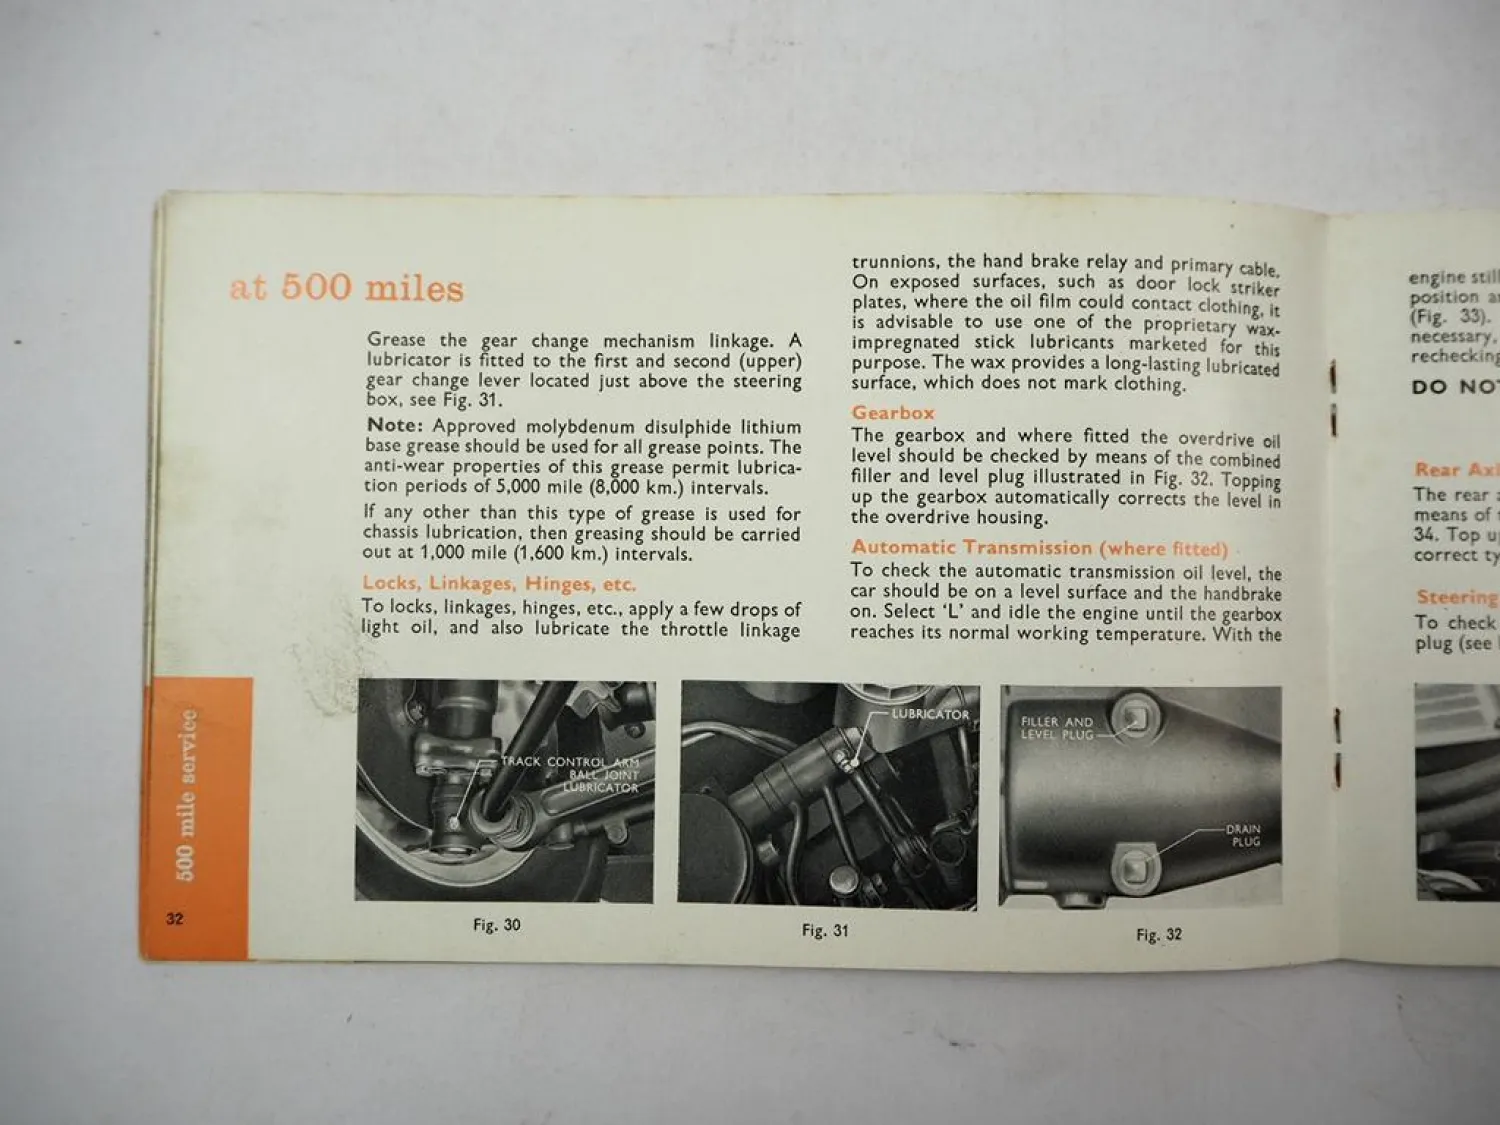 at 500 miles
Grease the gear change mechanism linkage. A
lubricator is fitted to the first and second (upper)
gear change lever located just above the steering
box, see Fig. 31.
Note: Approved molybdenum disulphide lithium
base grease should be used for all grease points. The
anti-wear properties of this grease permit lubrica-
tion periods of 5,000 mile (8,000 km.) intervals.
If any other than this type of grease is used for
chassis lubrication, then greasing should be carried
out at 1,000 mile (1,600 km.) intervals.
Locks, Linkages, Hinges, etc.
To locks, linkages, hinges, etc., apply a few drops of
light oil, and also lubricate the throttle linkage
trunnions, the hand brake relay and primary cable.
On exposed surfaces, such as door lock striker
plates, where the oil film could contact clothing, it
is advisable to use one of the proprietary wax-
impregnated stick lubricants marketed for this
purpose. The wax provides a long-lasting lubricated
surface, which does not mark clothing.
Gearbox
The gearbox and where fitted the overdrive oil
level should be checked by means of the combined
filler and level plug illustrated in Fig. 32. Topping
up the gearbox automatically corrects the level in
the overdrive housing.
Automatic Transmission (where fitted)
To check the automatic transmission oil level, the
car should be on a level surface and the handbrake
on. Select 'L' and idle the engine until the gearbox
reaches its normal working temperature. With the
TRACK CONTROL ARM
BALL JOINT
LUBRICATOR
Fig. 30
LUBRICATOR
Fig. 31
FILLER AND
LEVEL PLUG
DRAIN
PLUG
Fig. 32
500 mile service
32
engine still
position
(Fig. 33).
necessary,
rechecking
DO NOT
Rear
The rear
means of
34. Top
correct
Steering
To check
plug (see